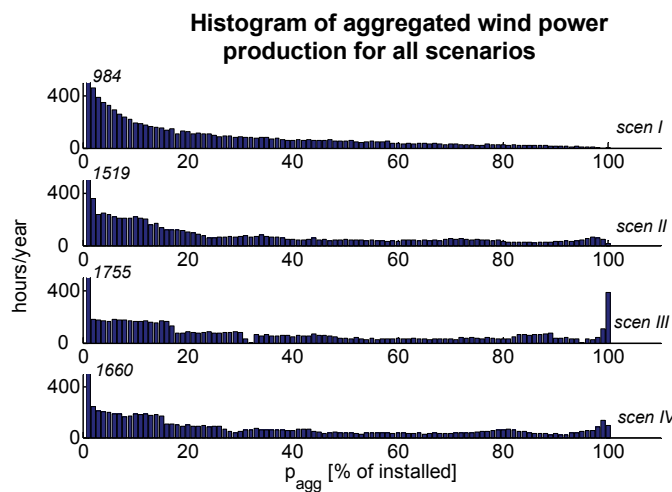 Histogram of aggregated wind power
production for all scenarios
984
400
0
0 20 40 60 80 100
scen I
1519
400
0
0 20 40 60 80 100
scen II
1755
400
0
0 20 40 60 80 100
scen III
1660
400
0
0 20 40 60 80 100
scen IV
hours/year
p_agg [% of installed]